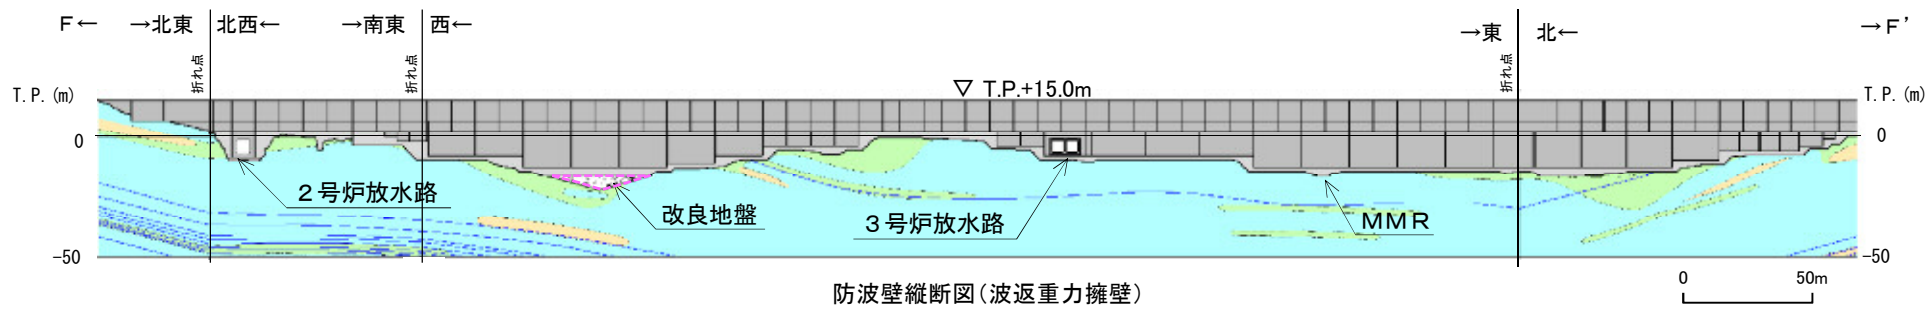 F← →北東 北西← →南東 西← →東 北← →F'
折れ点 折れ点 折れ点
T.P.(m) ▽ T.P.+15.0m T.P.(m)
0 0
2号炉放水路 改良地盤 3号炉放水路 MMR
-50 -50
防波壁縦断図(波返重力擁壁)
0 50m